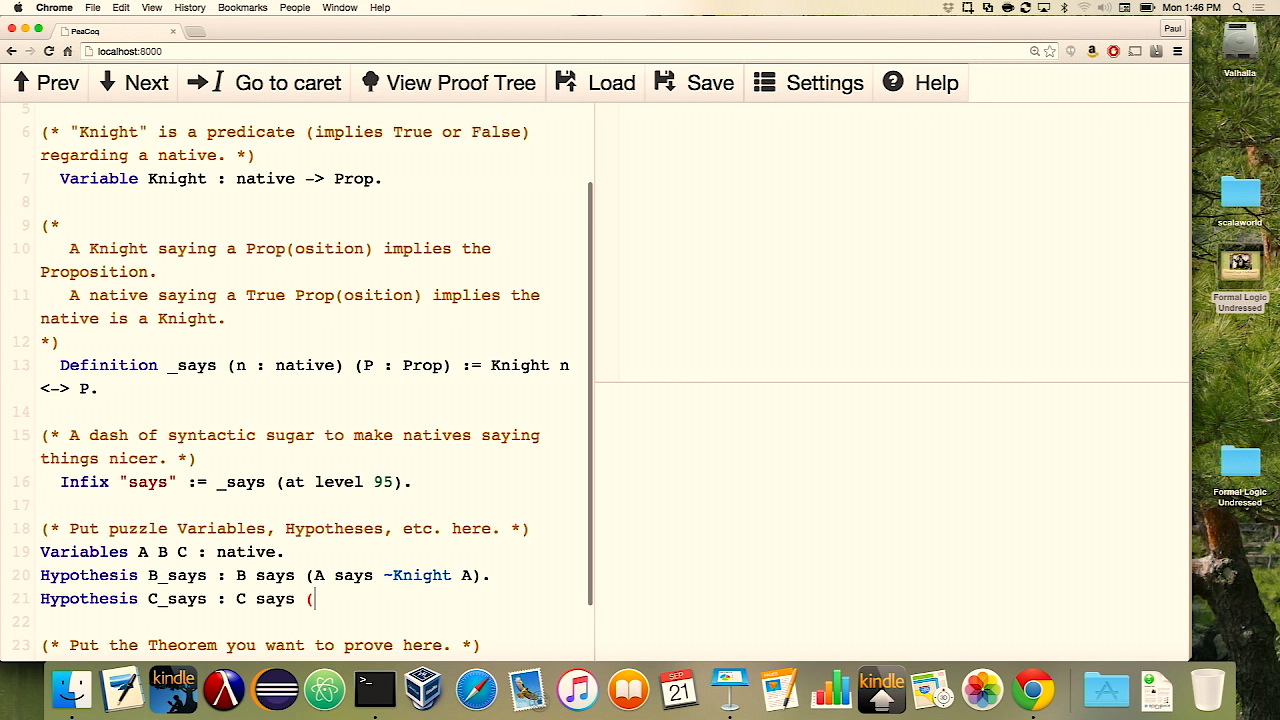 Chrome File Edit View History Bookmarks People Window Help Mon 1:46 PM
PeaCoq Paul
localhost:8000
Prev Next Go to caret View Proof Tree Load Save Settings Help
Valhalla
5
6 (* "Knight" is a predicate (implies True or False)
regarding a native. *)
7 Variable Knight : native -> Prop.
8
scalaworld
9 (*
10 A Knight saying a Prop(osition) implies the
Proposition.
11 A native saying a True Prop(osition) implies the
native is a Knight.
Formal Logic
Undressed
12 *)
13 Definition _says (n : native) (P : Prop) := Knight n
<-> P.
14
15 (* A dash of syntactic sugar to make natives saying
things nicer. *)
16 Infix "says" := _says (at level 95).
Formal Logic
Undressed
17
18 (* Put puzzle Variables, Hypotheses, etc. here. *)
19 Variables A B C : native.
20 Hypothesis B_says : B says (A says ~Knight A).
21 Hypothesis C_says : C says (
22
23 (* Put the Theorem you want to prove here. *)
kindle
SEP
21
kindle